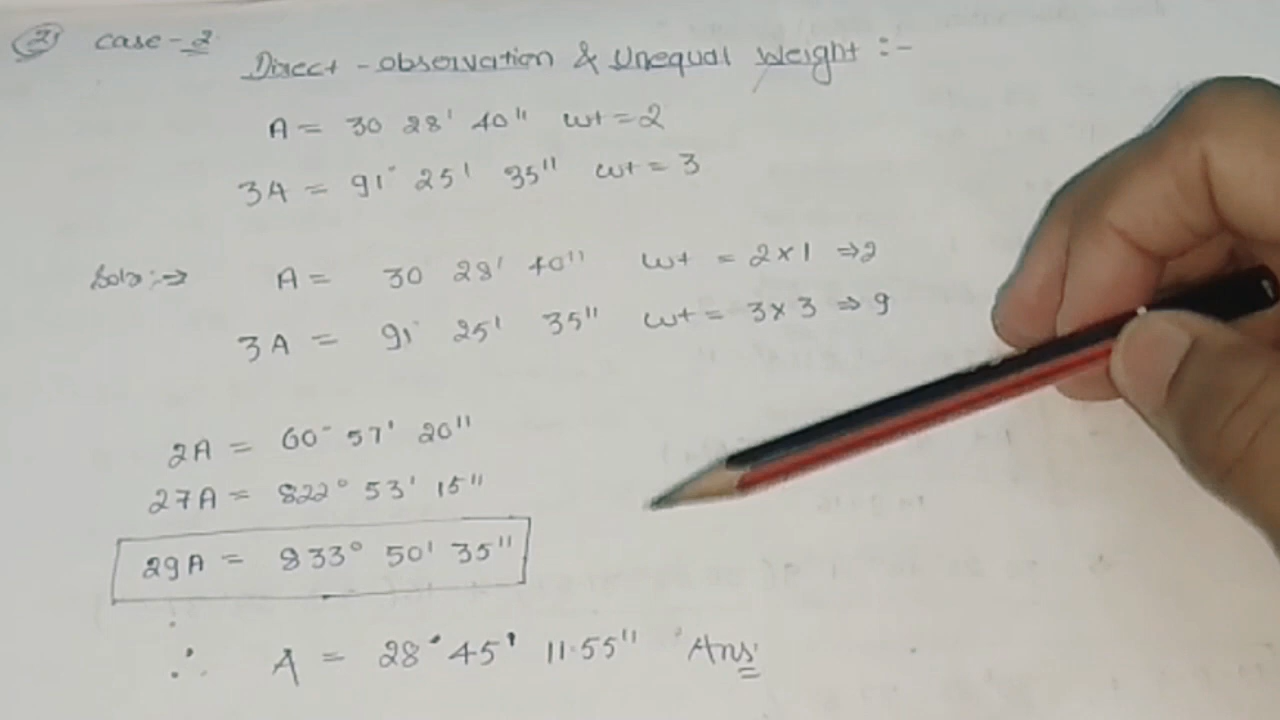 2) Case-2
Direct-observation & Unequal Weight :-
A = 30 28' 40" wt = 2
3A = 91° 25' 35" wt = 3
Soln:⇒ A = 30 28' 40" wt = 2×1 ⇒2
3A = 91° 25' 35" wt = 3×3 ⇒ 9
2A = 60° 57' 20"
27A = 822° 53' 15"
29A = 833° 50' 35"
∴ A = 28° 45' 11.55" Ans